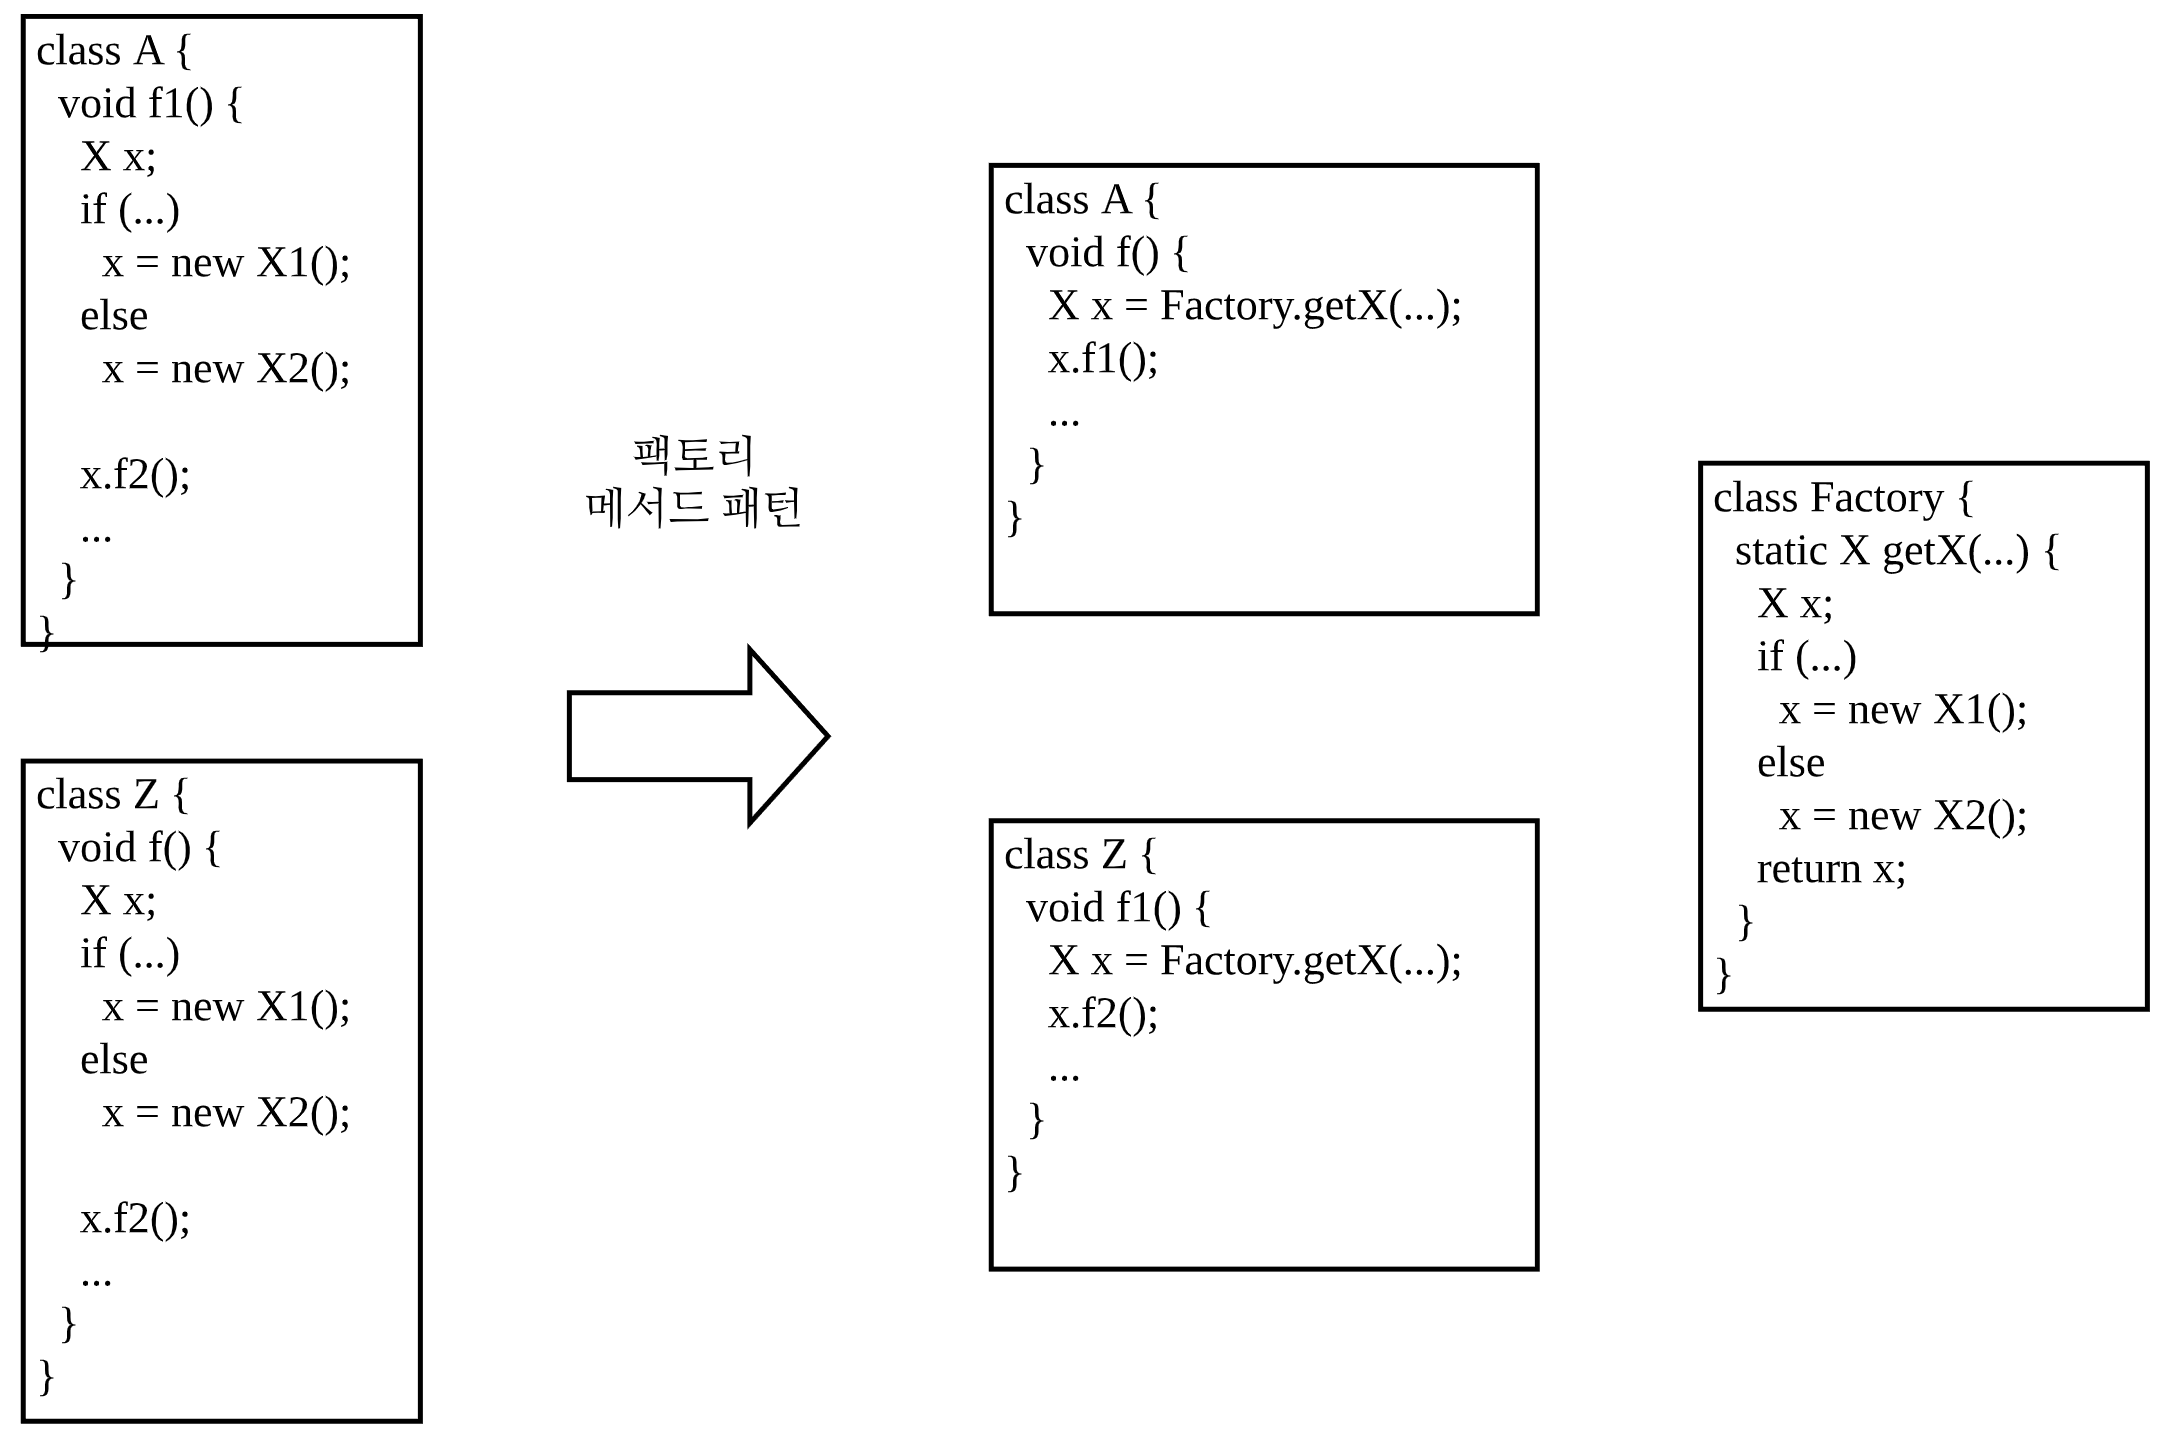 class A {
void f1() {
X x;
if (...)
x = new X1();
else
x = new X2();
x.f2();
...
}
}
class Z {
void f() {
X x;
if (...)
x = new X1();
else
x = new X2();
x.f2();
...
}
}
팩토리
메서드 패턴
class A {
void f() {
X x = Factory.getX(...);
x.f1();
...
}
}
class Z {
void f1() {
X x = Factory.getX(...);
x.f2();
...
}
}
class Factory {
static X getX(...) {
X x;
if (...)
x = new X1();
else
x = new X2();
return x;
}
}